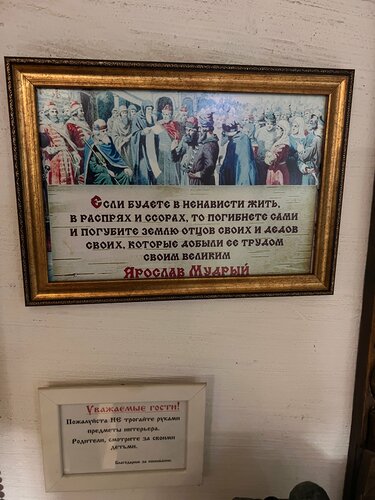 Если будете в ненависти жить,
в распрях и ссорах, то погибнете сами
и погубите землю отцов своих и дедов
своих, которые добыли ее трудом
своим великим
Ярослав Мудрый
Уважаемые гости!
Пожалуйста НЕ трогайте руками
предметы интерьера.
Родители, смотрите за своими
детьми.
Благодарим за понимание.